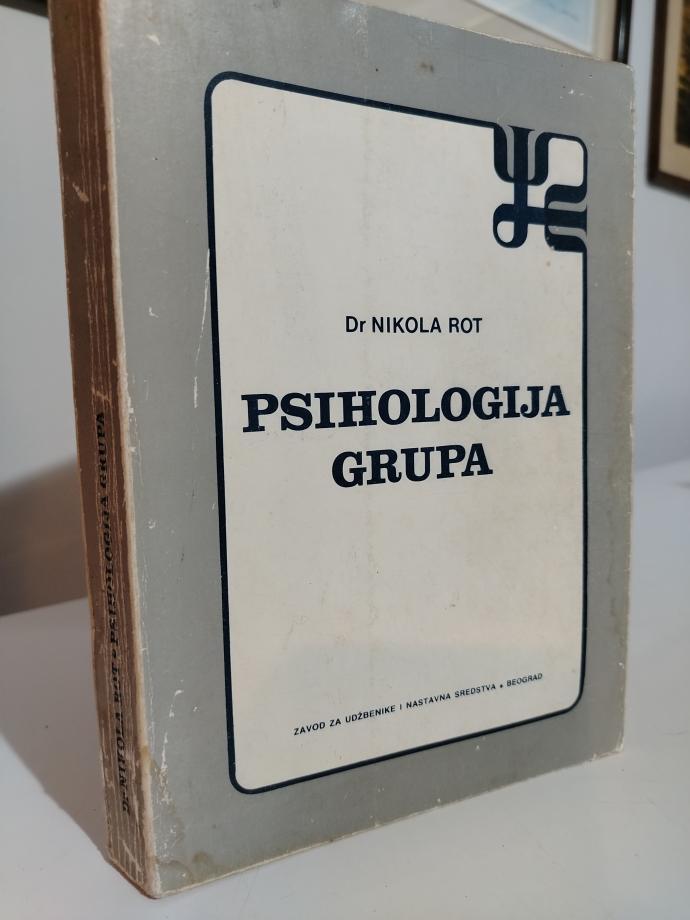 Dr NIKOLA ROT
PSIHOLOGIJA
GRUPA
ZAVOD ZA UDŽBENIKE I NASTAVNA SREDSTVA • BEOGRAD
Dr NIKOLA ROT • PSIHOLOGIJA GRUPA